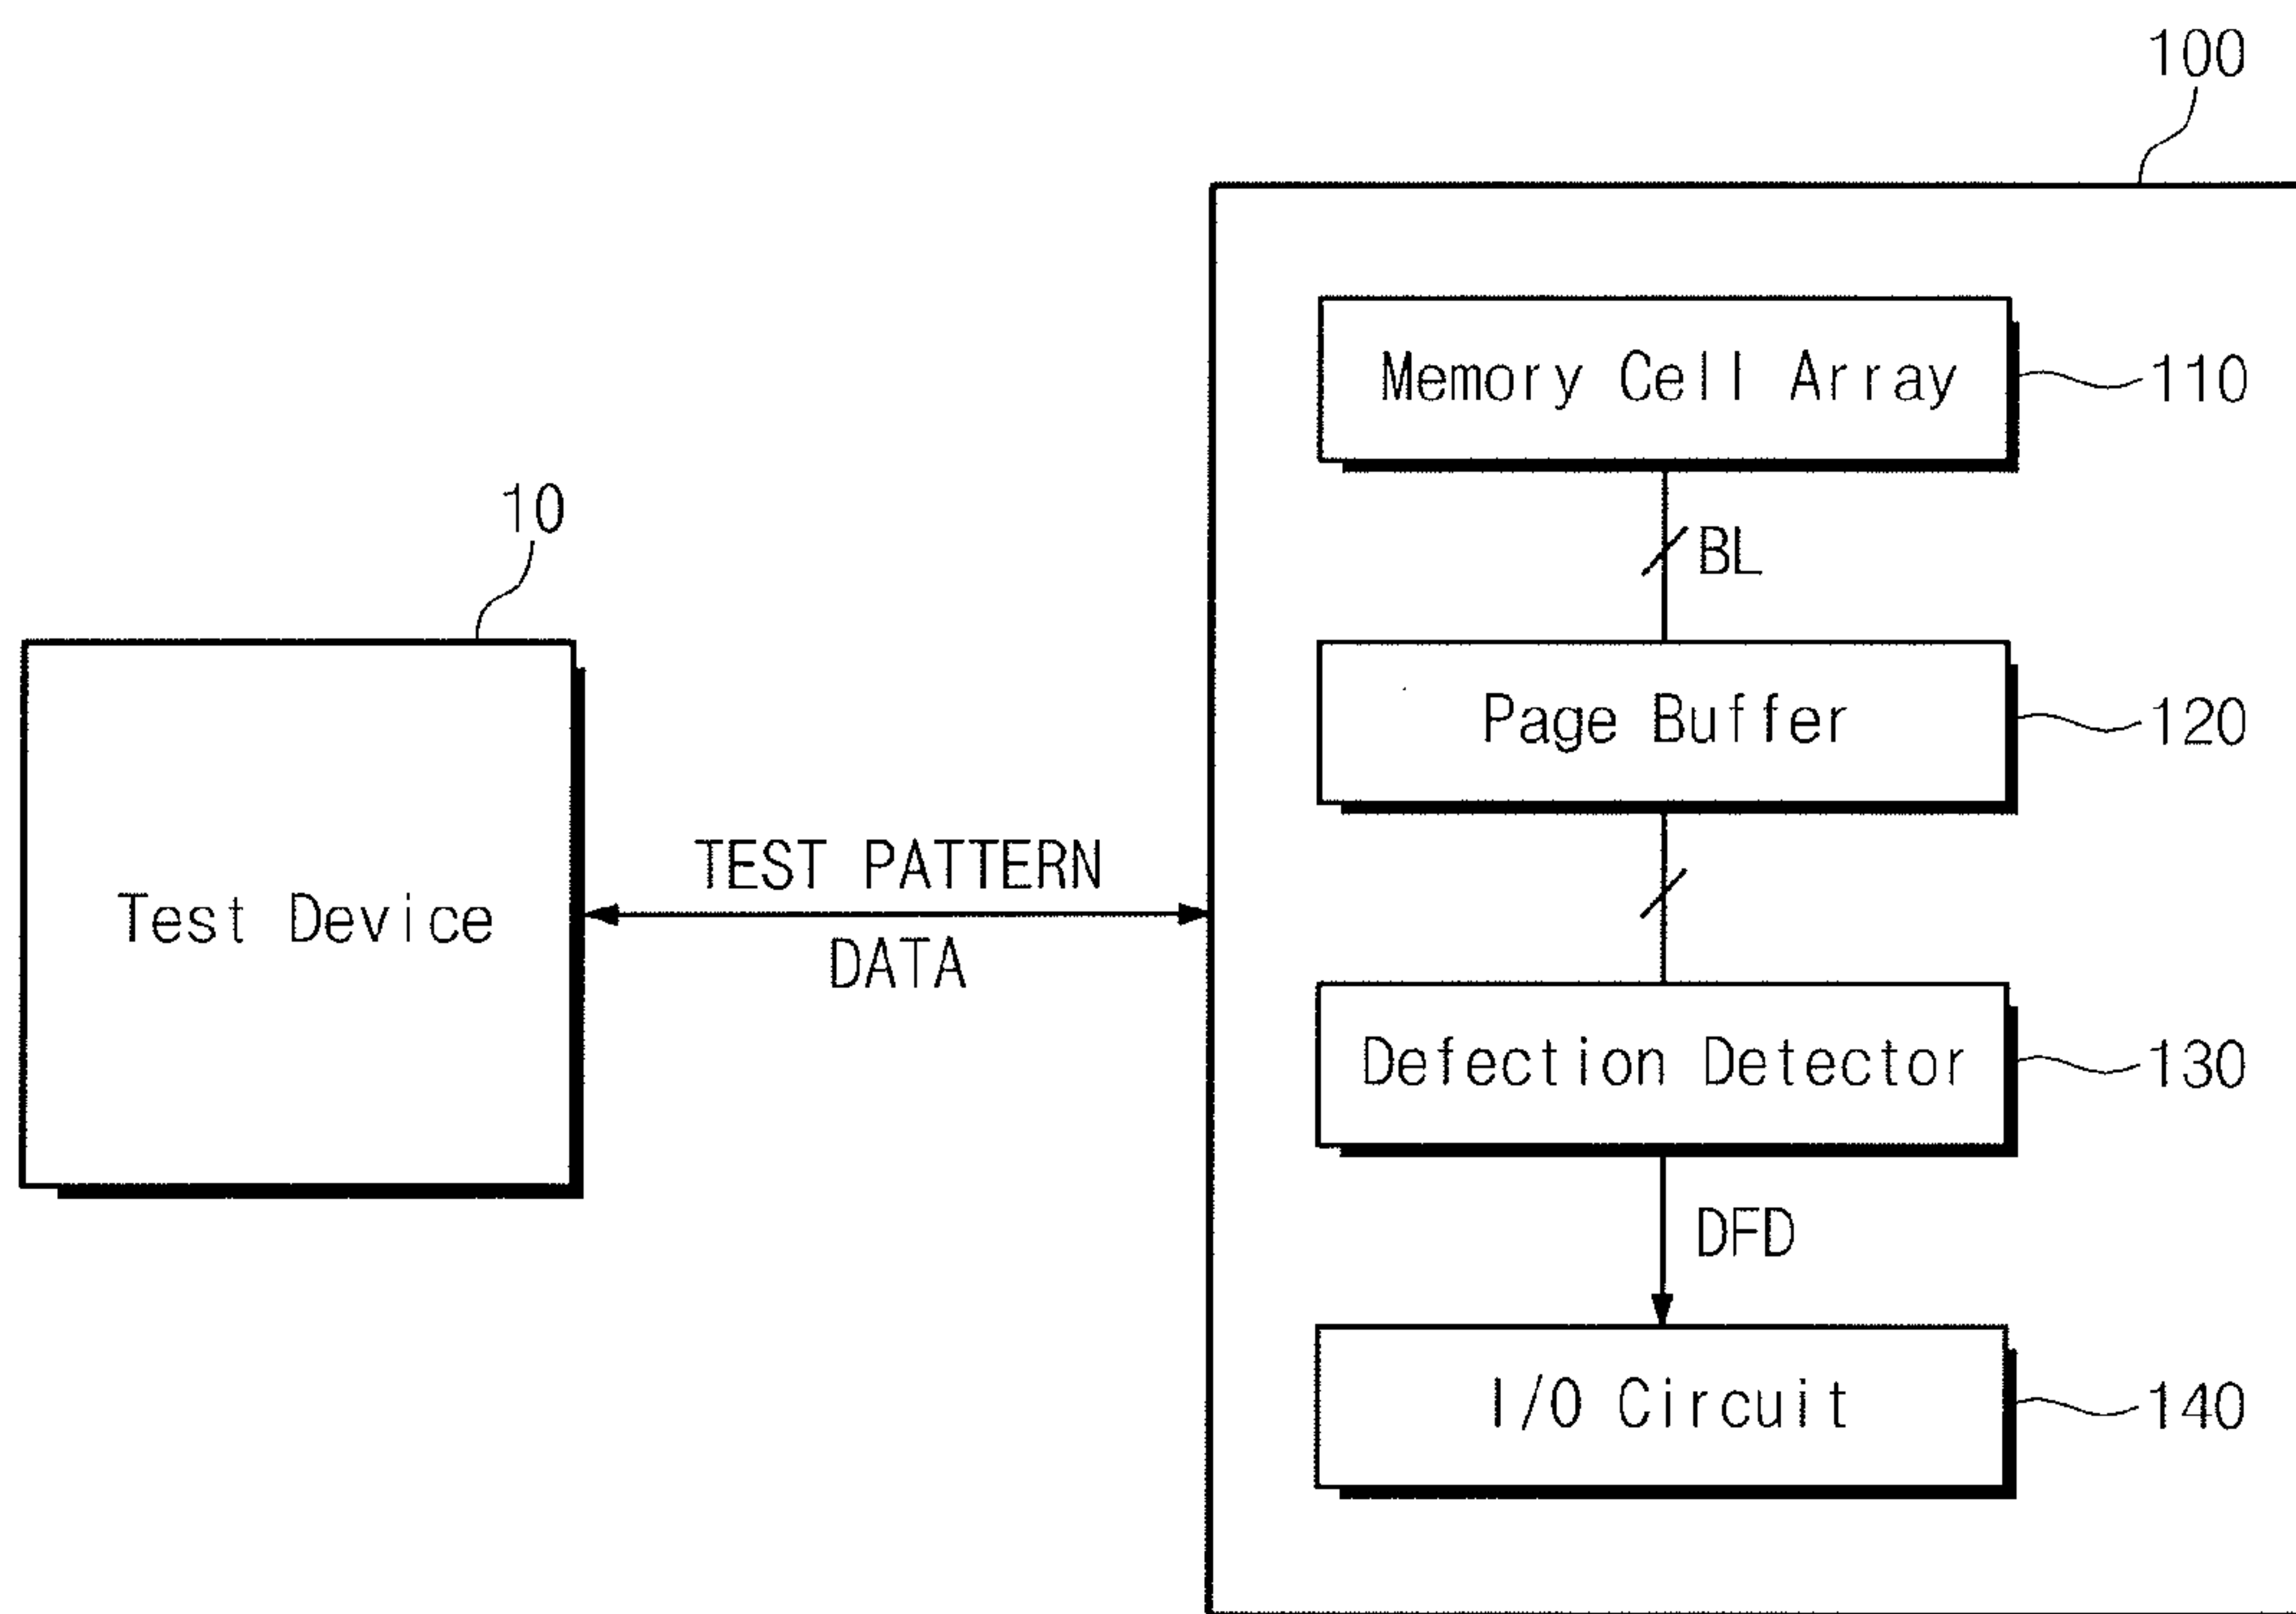 100
Memory Cell Array
110
BL
10
Page Buffer
120
TEST PATTERN
Test Device
DATA
Defection Detector
130
DFD
I/O Circuit
140